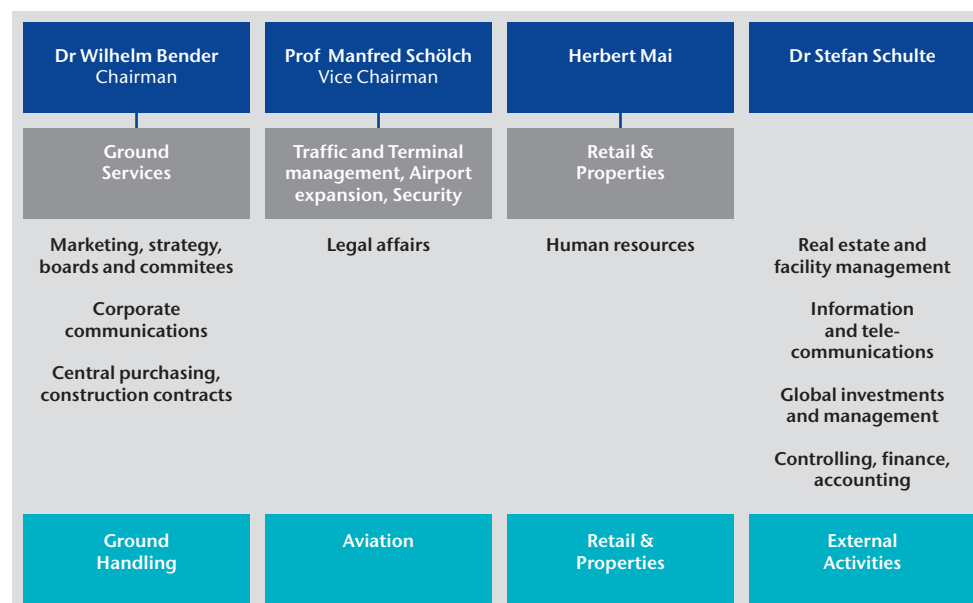 Dr Wilhelm Bender
Chairman
Prof Manfred Schölch
Vice Chairman
Herbert Mai
Dr Stefan Schulte
Ground
Services
Traffic and Terminal
management, Airport
expansion, Security
Retail &
Properties
Marketing, strategy,
boards and commitees
Corporate
communications
Central purchasing,
construction contracts
Legal affairs
Human resources
Real estate and
facility management
Information
and tele-
communications
Global investments
and management
Controlling, finance,
accounting
Ground
Handling
Aviation
Retail &
Properties
External
Activities